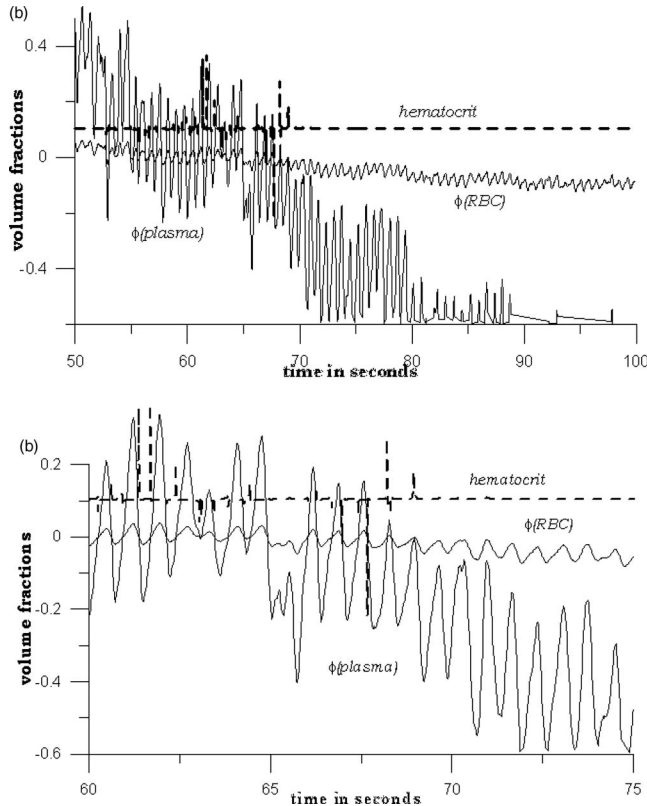 (b)
0.4
0
-0.4
volume fractions
hematocrit
ϕ(RBC)
ϕ(plasma)
50 60 70 80 90 100
time in seconds
(b)
0.2
0
-0.2
-0.4
-0.6
volume fractions
hematocrit
ϕ(RBC)
ϕ(plasma)
60 65 70 75
time in seconds